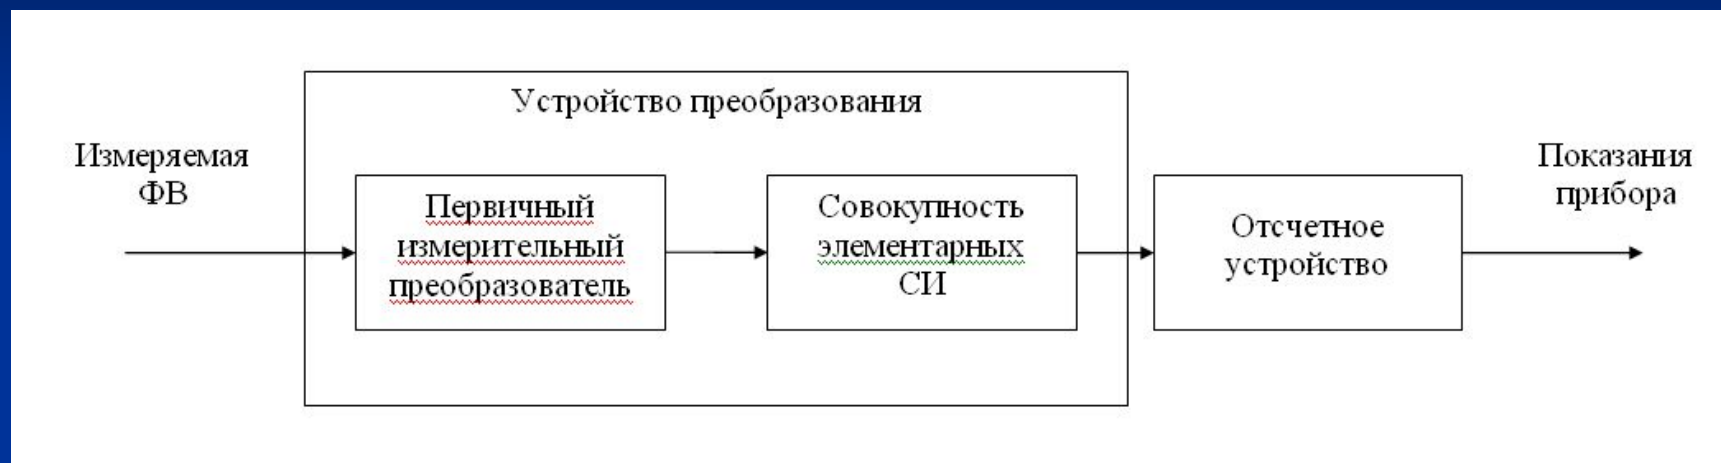 Устройство преобразования
Измеряемая
ФВ
Первичный
измерительный
преобразователь
Совокупность
элементарных
СИ
Отсчетное
устройство
Показания
прибора